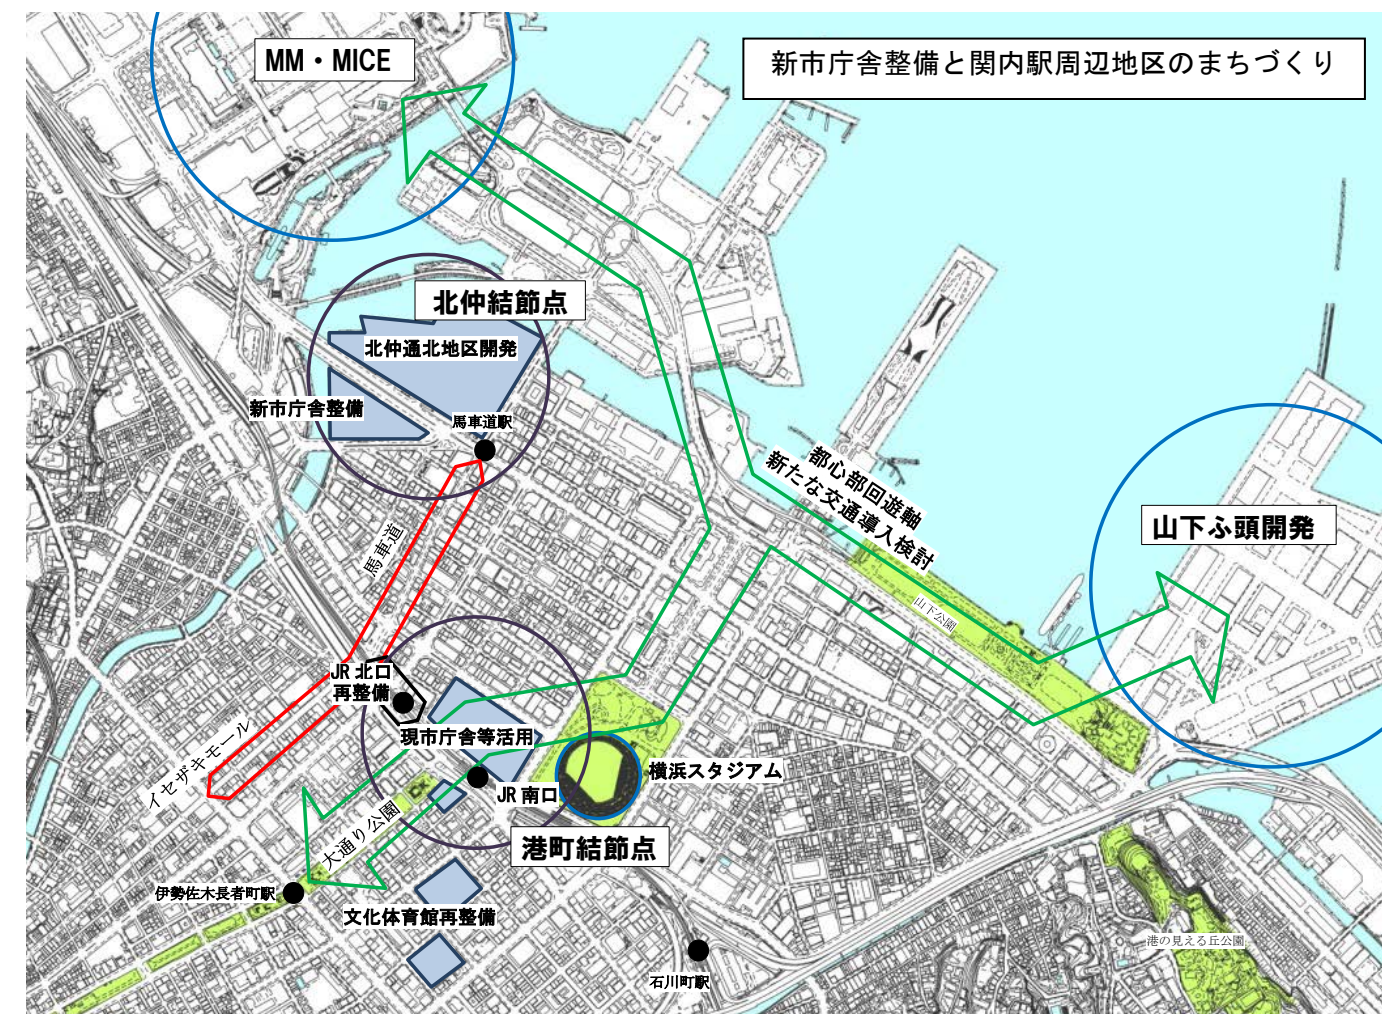 MM・MICE
新市庁舎整備と関内駅周辺地区のまちづくり
北仲結節点
北仲通北地区開発
新市庁舎整備
馬車道駅
都心部回遊軸
新たな交通導入検討
山下ふ頭開発
馬車道
山下公園
JR 北口
再整備
イセザキモール
現市庁舎等活用
横浜スタジアム
JR 南口
大通り公園
港町結節点
伊勢佐木長者町駅
文化体育館再整備
港の見える丘公園
石川町駅